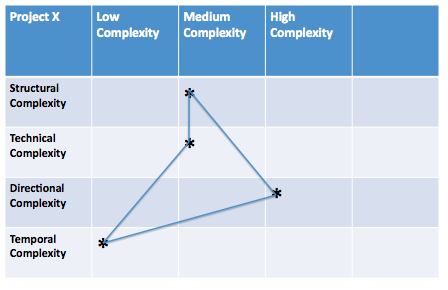 Project X
Low
Complexity
Medium
Complexity
High
Complexity
Structural
Complexity
*
Technical
Complexity
*
Directional
Complexity
*
Temporal
Complexity
*